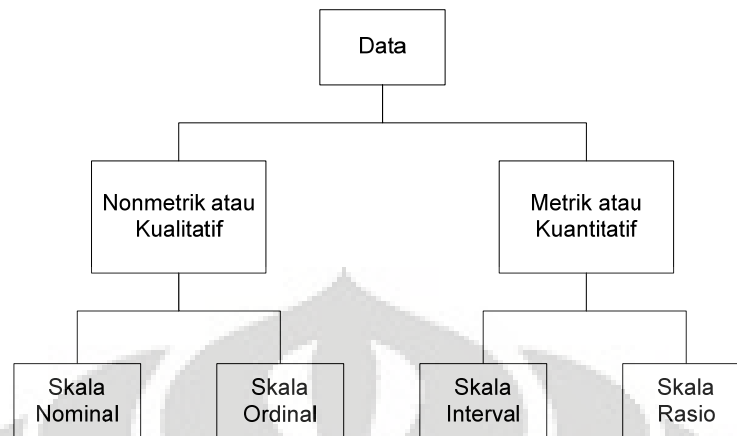 Data
Nonmetrik atau
Kualitatif
Metrik atau
Kuantitatif
Skala
Nominal
Skala
Ordinal
Skala
Interval
Skala
Rasio